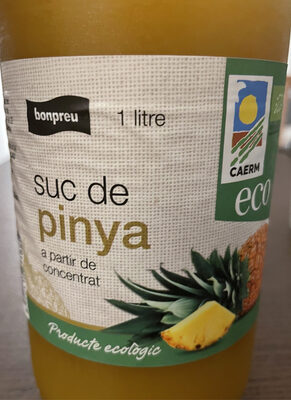 bonpreu
1 litre
suc de
pinya
a partir de
concentrat
Producte ecològic
CAERM
eco